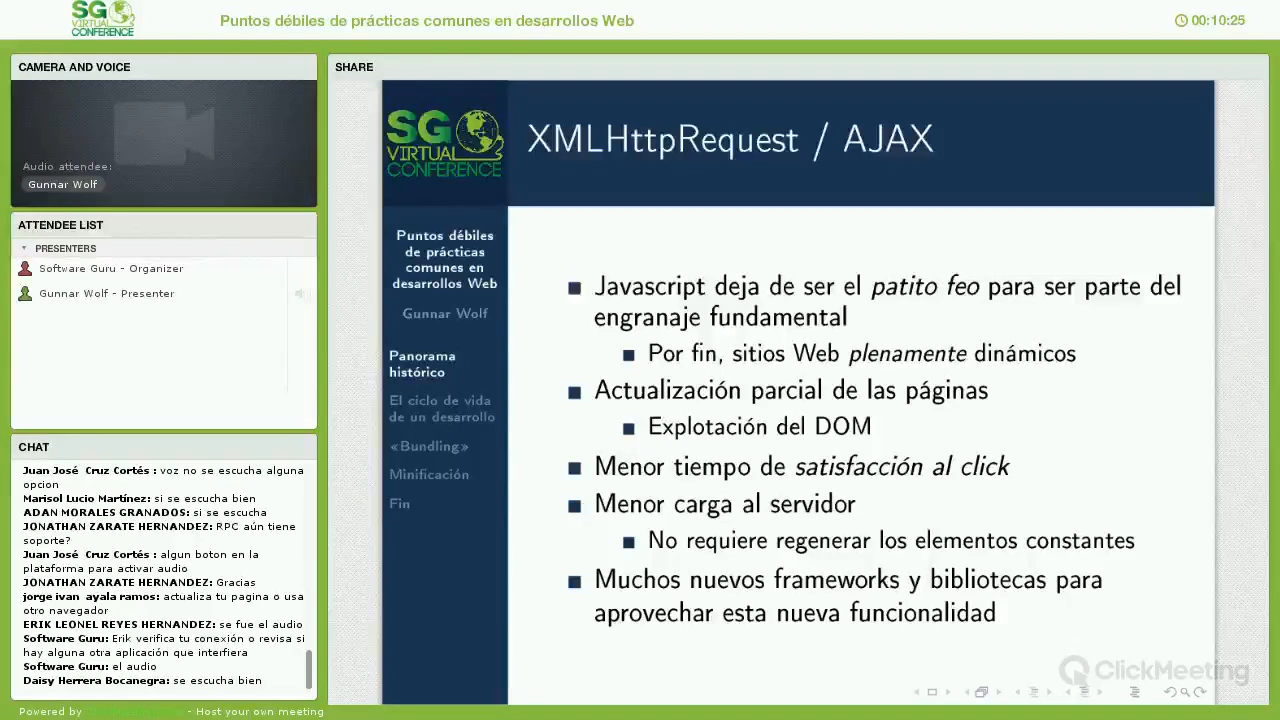 SG
VIRTUAL
CONFERENCE
Puntos débiles de prácticas comunes en desarrollos Web
00:10:25
CAMERA AND VOICE
Audio attendee:
Gunnar Wolf
ATTENDEE LIST
PRESENTERS
Software Guru - Organizer
Gunnar Wolf - Presenter
CHAT
Juan José Cruz Cortés : voz no se escucha alguna
opcion
Marisol Lucio Martínez: si se escucha bien
ADAN MORALES GRANADOS: si se escucha
JONATHAN ZARATE HERNANDEZ: RPC aún tiene
soporte?
Juan José Cruz Cortés : algun boton en la
plataforma para activar audio
JONATHAN ZARATE HERNANDEZ: Gracias
jorge ivan ayala ramos: actualiza tu pagina o usa
otro navegador
ERIK LEONEL REYES HERNANDEZ: se fue el audio
Software Guru: Erik verifica tu conexión o revisa si
hay alguna otra aplicación que interfiera
Software Guru: el audio
Daisy Herrera Bocanegra: se escucha bien
SHARE
SG
VIRTUAL
CONFERENCE
XMLHttpRequest / AJAX
Puntos débiles
de prácticas
comunes en
desarrollos Web
Gunnar Wolf
Panorama
histórico
El ciclo de vida
de un desarrollo
«Bundling»
Minificación
Fin
Javascript deja de ser el patito feo para ser parte del
engranaje fundamental
Por fin, sitios Web plenamente dinámicos
Actualización parcial de las páginas
Explotación del DOM
Menor tiempo de satisfacción al click
Menor carga al servidor
No requiere regenerar los elementos constantes
Muchos nuevos frameworks y bibliotecas para
aprovechar esta nueva funcionalidad
ClickMeeting
Powered by - Host your own meeting